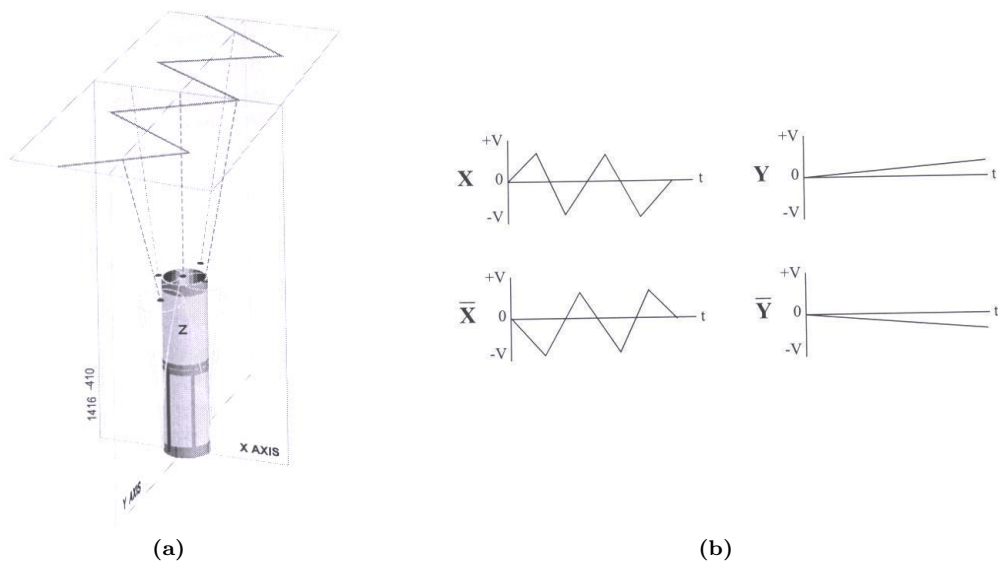 Z
1416 -410
X AXIS
Y AXIS
(a)
+V
X
0
t
-V
+V
Y
0
t
-V
+V
X̅
0
t
-V
+V
Y̅
0
t
-V
(b)